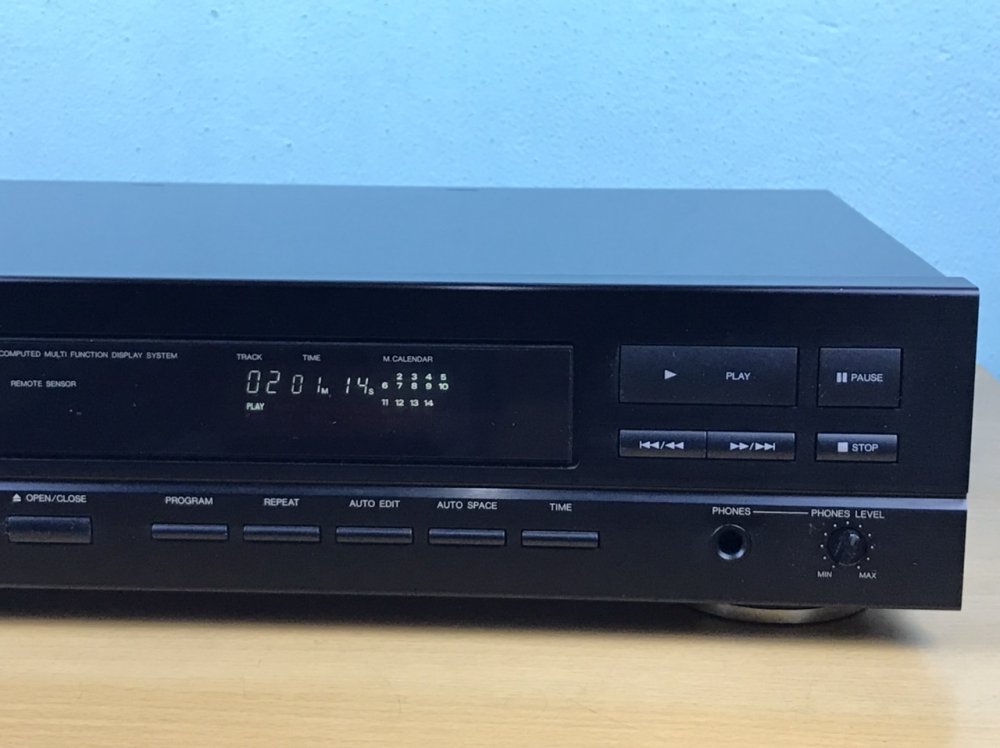 COMPUTED MULTI FUNCTION DISPLAY SYSTEM
REMOTE SENSOR
TRACK TIME M.CALENDAR
02 01M 14S
PLAY
2 3 4 5
6 7 8 9 10
11 12 13 14
PLAY
PAUSE
STOP
OPEN/CLOSE
PROGRAM
REPEAT
AUTO EDIT
AUTO SPACE
TIME
PHONES
PHONES LEVEL
MIN MAX